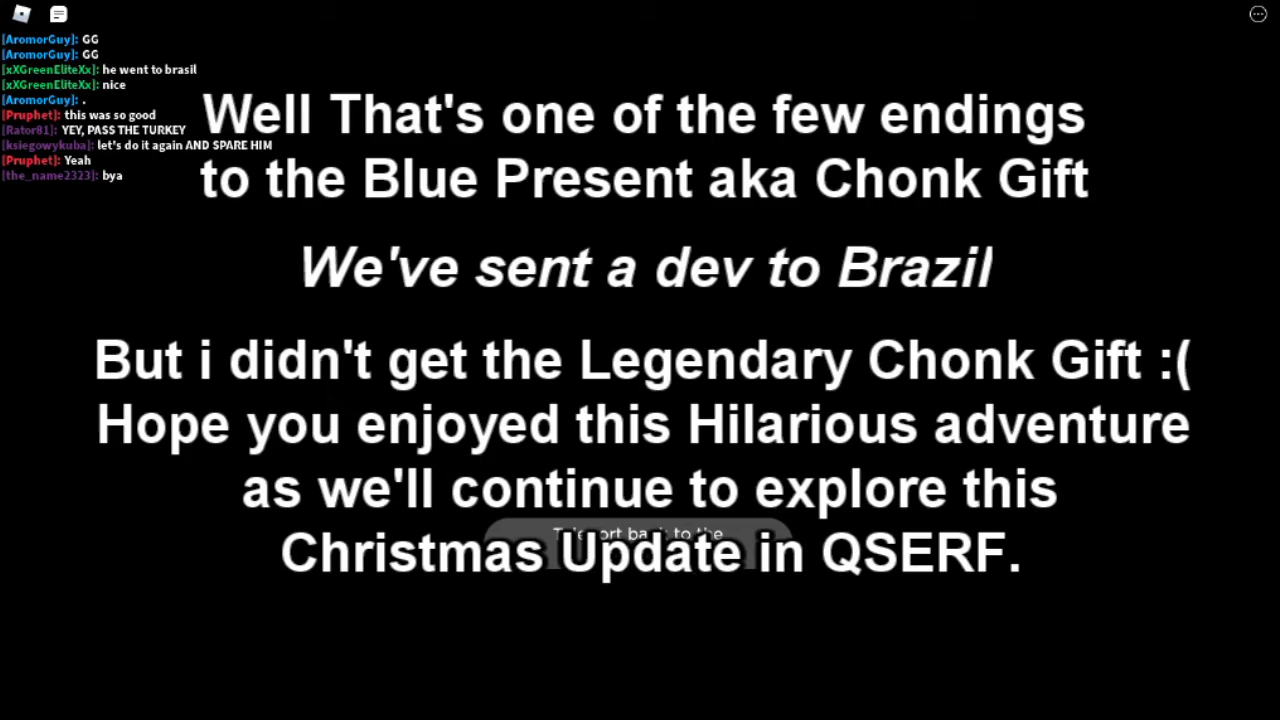 [AromorGuy]: GG
[AromorGuy]: GG
[xXGreenEliteXx]: he went to brasil
[xXGreenEliteXx]: nice
[AromorGuy]: .
[Pruphet]: this was so good
[Rator81]: YEY, PASS THE TURKEY
[ksiegowykuba]: let's do it again AND SPARE HIM
[Pruphet]: Yeah
[the_name2323]: bya
Well That's one of the few endings
to the Blue Present aka Chonk Gift
We've sent a dev to Brazil
But i didn't get the Legendary Chonk Gift :(
Hope you enjoyed this Hilarious adventure
as we'll continue to explore this
to the
Christmas Update in QSERF.